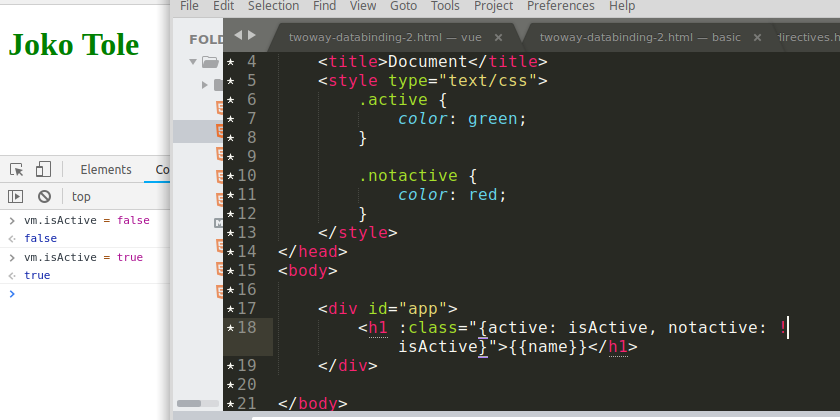 File Edit Selection Find View Goto Tools Project Preferences Help
Joko Tole
FOLD
twoway-databinding-2.html — vue × twoway-databinding-2.html — basic × directives.h
* 4 <title>Document</title>
* 5 <style type="text/css">
* 6 .active {
* 7 color: green;
* 8 }
* 9
* 10 .notactive {
* 11 color: red;
* 12 }
* 13 </style>
* 14 </head>
* 15 <body>
* 16
* 17 <div id="app">
* 18 <h1 :class="{active: isActive, notactive: !
isActive}">{{name}}</h1>
* 19 </div>
* 20
* 21 </body>
Elements Co
top
> vm.isActive = false
false
> vm.isActive = true
true
>